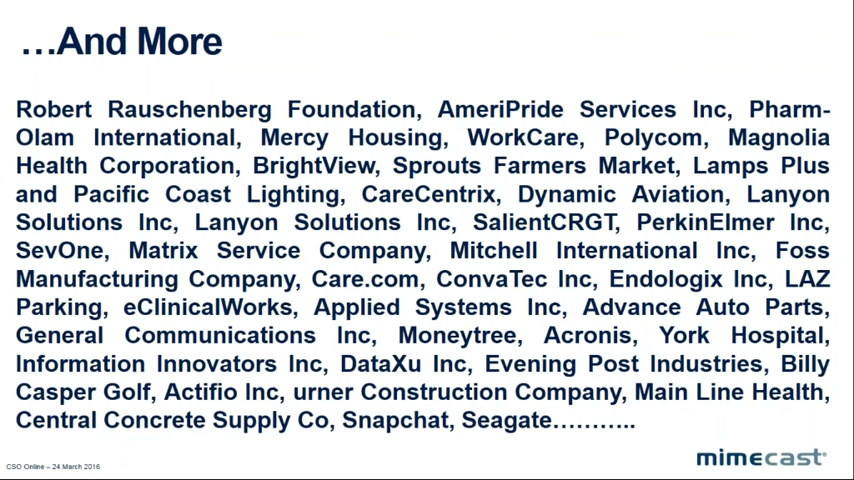 …And More
Robert Rauschenberg Foundation, AmeriPride Services Inc, Pharm-
Olam International, Mercy Housing, WorkCare, Polycom, Magnolia
Health Corporation, BrightView, Sprouts Farmers Market, Lamps Plus
and Pacific Coast Lighting, CareCentrix, Dynamic Aviation, Lanyon
Solutions Inc, Lanyon Solutions Inc, SalientCRGT, PerkinElmer Inc,
SevOne, Matrix Service Company, Mitchell International Inc, Foss
Manufacturing Company, Care.com, ConvaTec Inc, Endologix Inc, LAZ
Parking, eClinicalWorks, Applied Systems Inc, Advance Auto Parts,
General Communications Inc, Moneytree, Acronis, York Hospital,
Information Innovators Inc, DataXu Inc, Evening Post Industries, Billy
Casper Golf, Actifio Inc, urner Construction Company, Main Line Health,
Central Concrete Supply Co, Snapchat, Seagate………..
CSO Online – 24 March 2016
mimecast